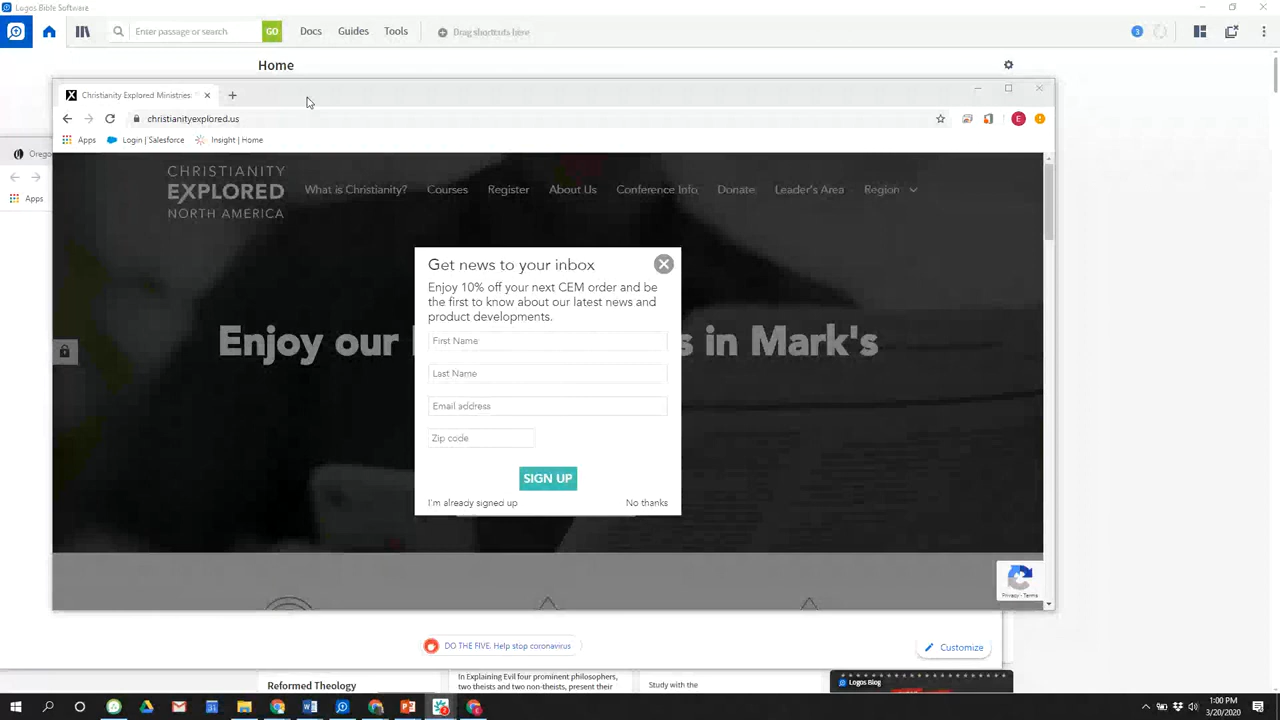 Logos Bible Software
Enter passage or search
GO
Docs
Guides
Tools
Drag shortcuts here
3
Home
Christianity Explored Ministries:
christianityexplored.us
E
Apps
Login | Salesforce
Insight | Home
Apps
CHRISTIANITY
EXPLORED
NORTH AMERICA
What is Christianity?
Courses
Register
About Us
Conference Info
Donate
Leader's Area
Region
Get news to your inbox
Enjoy 10% off your next CEM order and be
the first to know about our latest news and
product developments.
Enjoy our
s in Mark's
First Name
Last Name
Email address
Zip code
SIGN UP
I'm already signed up
No thanks
Privacy - Terms
DO THE FIVE. Help stop coronavirus
Customize
Reformed Theology
In Explaining Evil four prominent philosophers,
two theists and two non-theists, present their
Study with the
Logos Blog
1:00 PM
3/20/2020